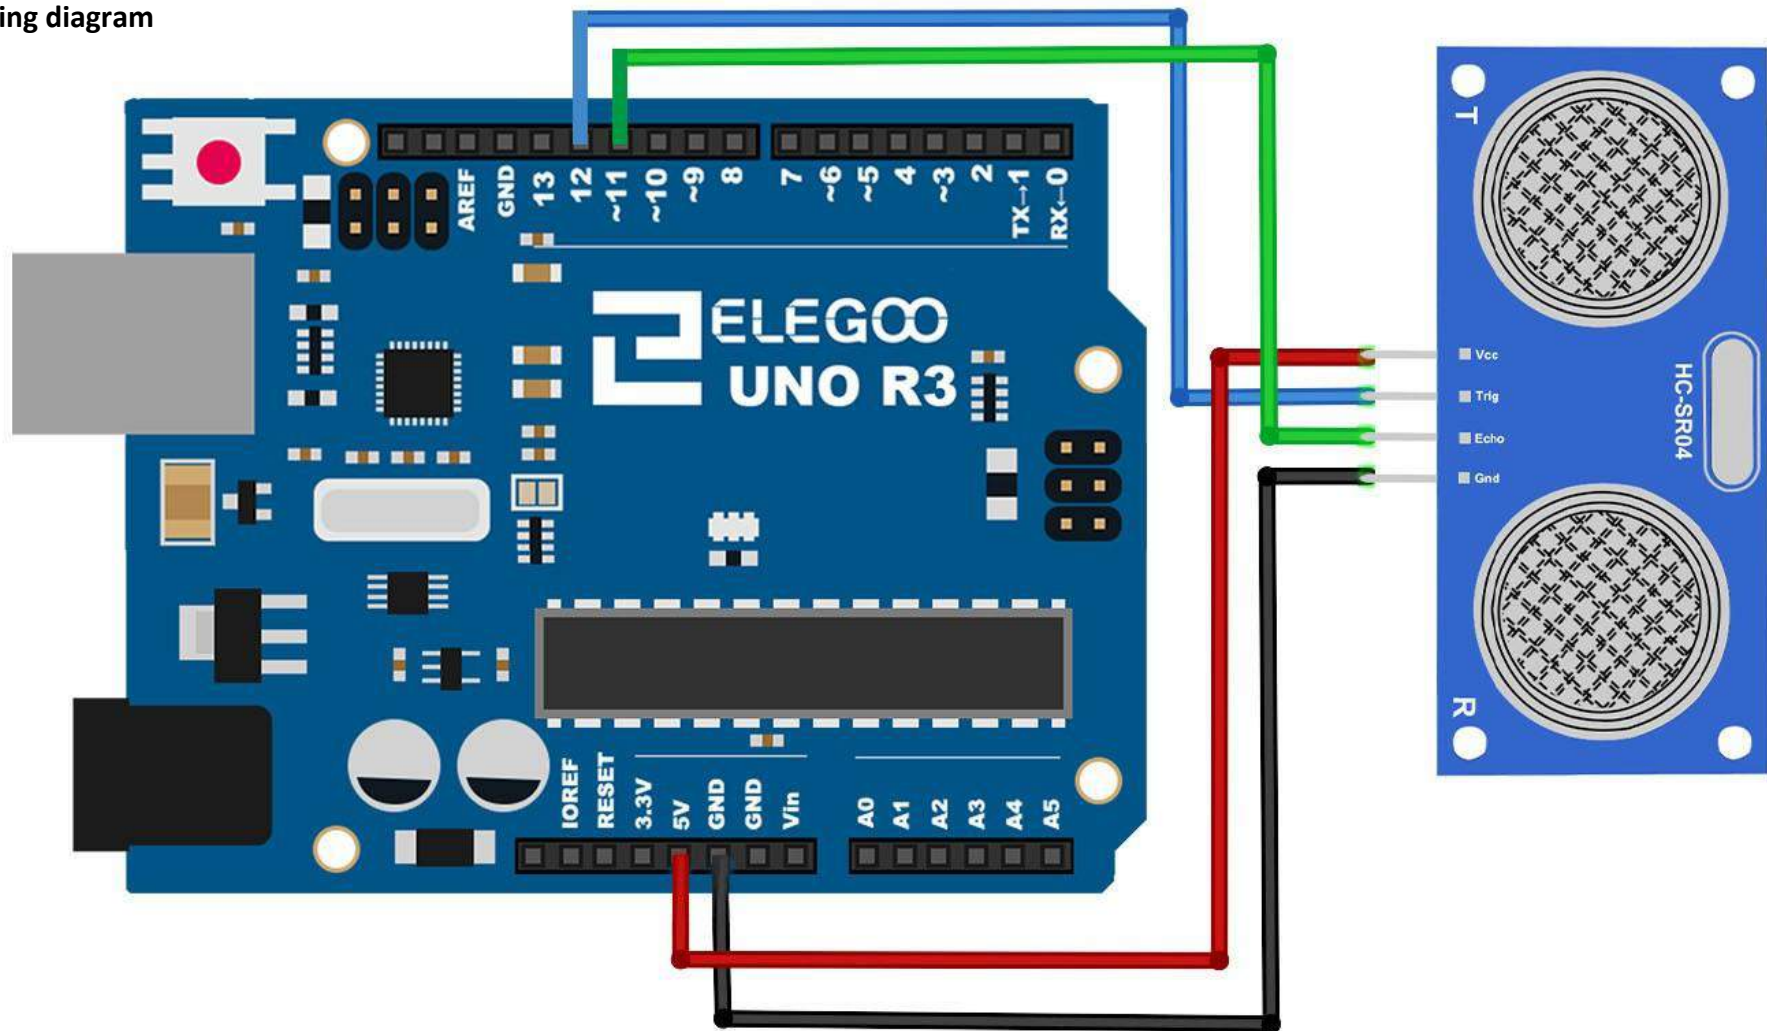 ing diagram
AREF
GND
13
12
~11
~10
~9
8
7
~6
~5
4
~3
2
TX→1
RX←0
ELEGOO
UNO R3
IOREF
RESET
3.3V
5V
GND
GND
Vin
A0
A1
A2
A3
A4
A5
T
Vcc
Trig
Echo
Gnd
HC-SR04
R